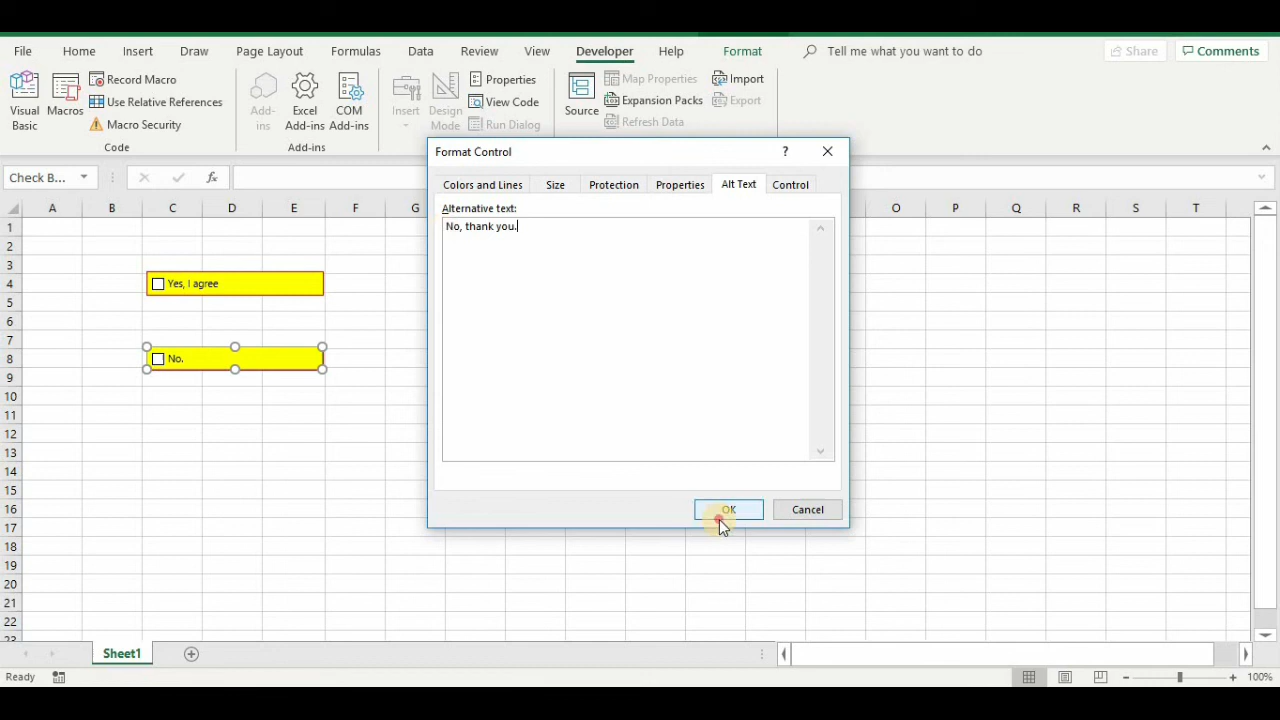 File Home Insert Draw Page Layout Formulas Data Review View Developer Help Format Tell me what you want to do Share Comments
Visual Basic
Macros
Record Macro
Use Relative References
Macro Security
Code
Add-ins
Excel Add-ins
COM Add-ins
Add-ins
Insert
Design Mode
Properties
View Code
Run Dialog
Source
Map Properties
Expansion Packs
Refresh Data
Import
Export
Check B... fx
Format Control ?
Colors and Lines Size Protection Properties Alt Text Control
Alternative text:
No, thank you.
OK Cancel
A B C D E F G O P Q R S T
1
2
3
4 Yes, I agree
5
6
7
8 No.
9
10
11
12
13
14
15
16
17
18
19
20
21
22
23
Sheet1
Ready 100%